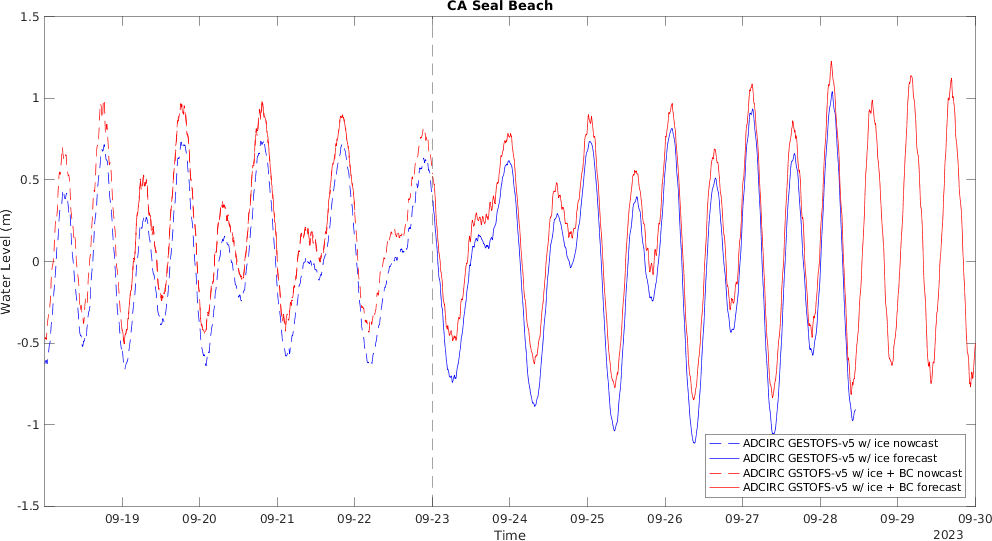 CA Seal Beach
1.5
1
0.5
0
-0.5
-1
-1.5
Water Level (m)
09-19 09-20 09-21 09-22 09-23 09-24 09-25 09-26 09-27 09-28 09-29 09-30
Time
2023
ADCIRC GESTOFS-v5 w/ ice nowcast
ADCIRC GESTOFS-v5 w/ ice forecast
ADCIRC GSTOFS-v5 w/ ice + BC nowcast
ADCIRC GSTOFS-v5 w/ ice + BC forecast